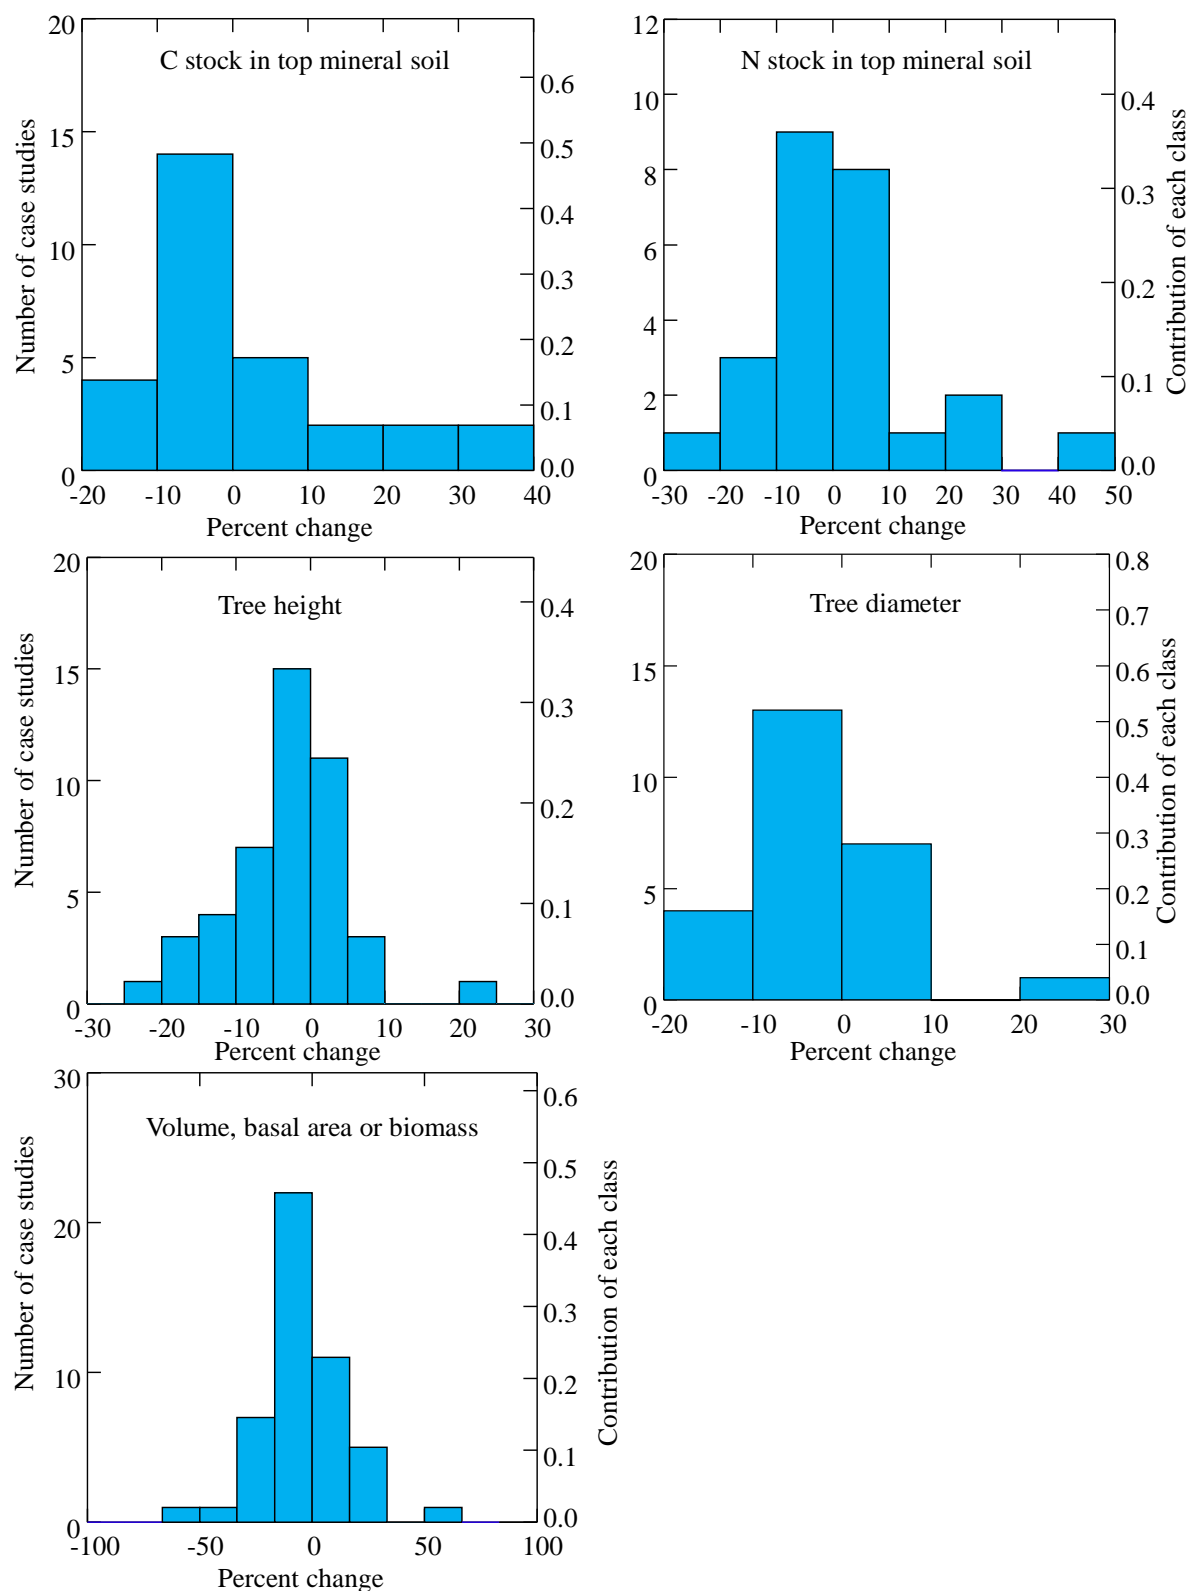 C stock in top mineral soil
Number of case studies
20
15
10
5
0
0.6
0.5
0.4
0.3
0.2
0.1
0.0
-20 -10 0 10 20 30 40
Percent change
N stock in top mineral soil
12
10
8
6
4
2
0
0.4
0.3
0.2
0.1
0.0
Contribution of each class
-30 -20 -10 0 10 20 30 40 50
Percent change
Tree height
Number of case studies
20
15
10
5
0
0.4
0.3
0.2
0.1
0.0
-30 -20 -10 0 10 20 30
Percent change
Tree diameter
20
15
10
5
0
0.8
0.7
0.6
0.5
0.4
0.3
0.2
0.1
0.0
Contribution of each class
-20 -10 0 10 20 30
Percent change
Volume, basal area or biomass
Number of case studies
30
20
10
0
0.6
0.5
0.4
0.3
0.2
0.1
0.0
Contribution of each class
-100 -50 0 50 100
Percent change